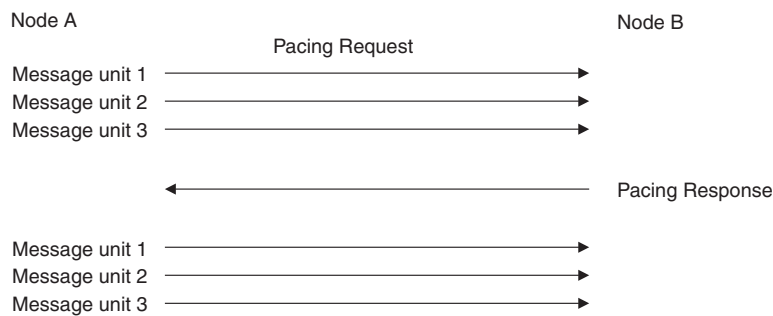 Node A
Node B
Pacing Request
Message unit 1
Message unit 2
Message unit 3
Pacing Response
Message unit 1
Message unit 2
Message unit 3